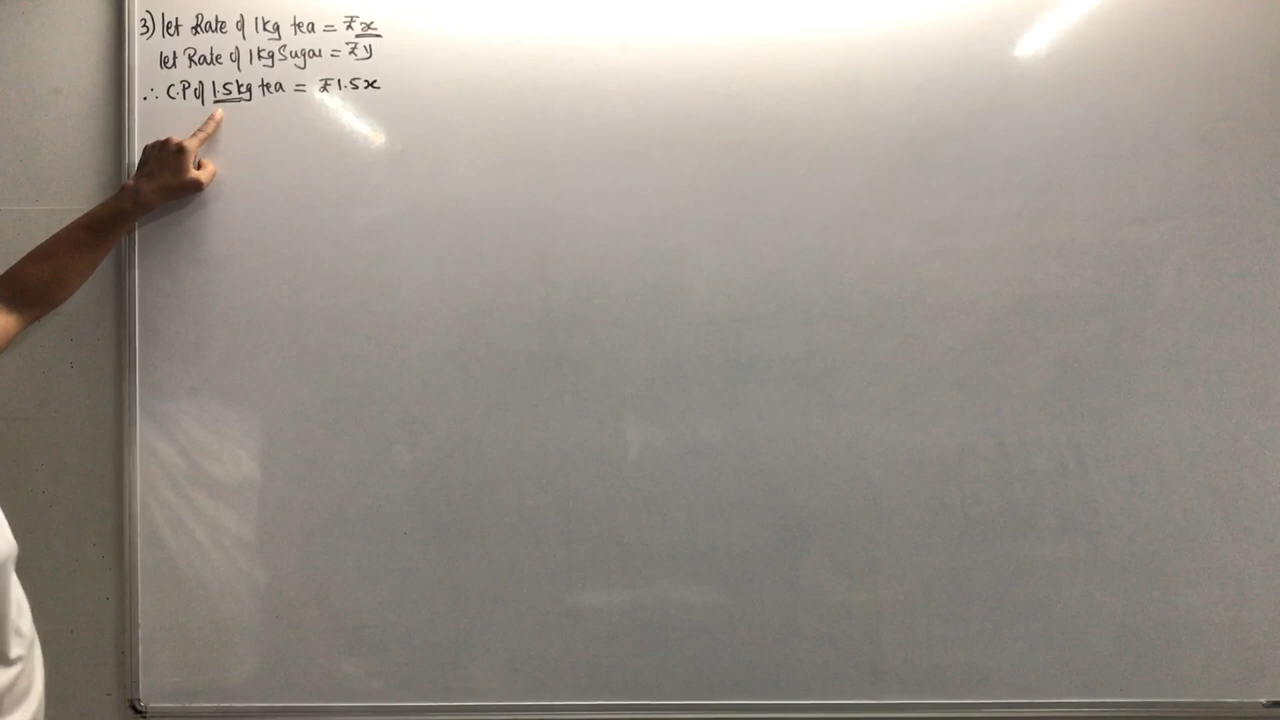 3) let Rate of 1kg tea = ₹x
let Rate of 1kg Sugar = ₹y
∴ C.P of 1.5kg tea = ₹1.5x